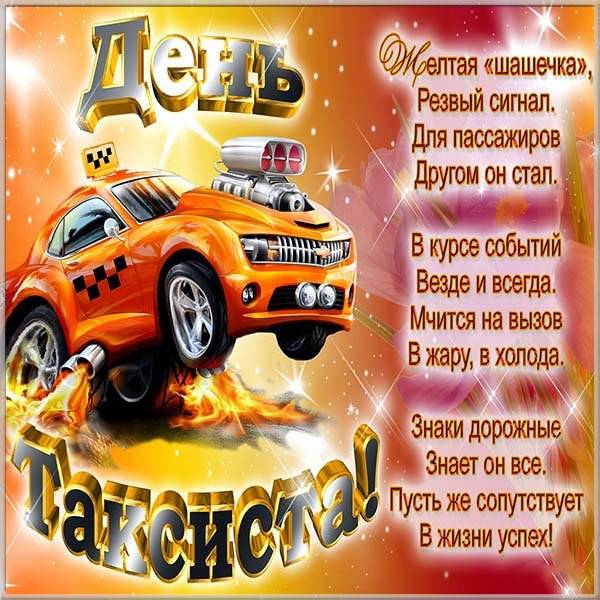 День
Таксиста!
Желтая «шашечка»,
Резвый сигнал.
Для пассажиров
Другом он стал.
В курсе событий
Везде и всегда.
Мчится на вызов
В жару, в холода.
Знаки дорожные
Знает он все.
Пусть же сопутствует
В жизни успех!